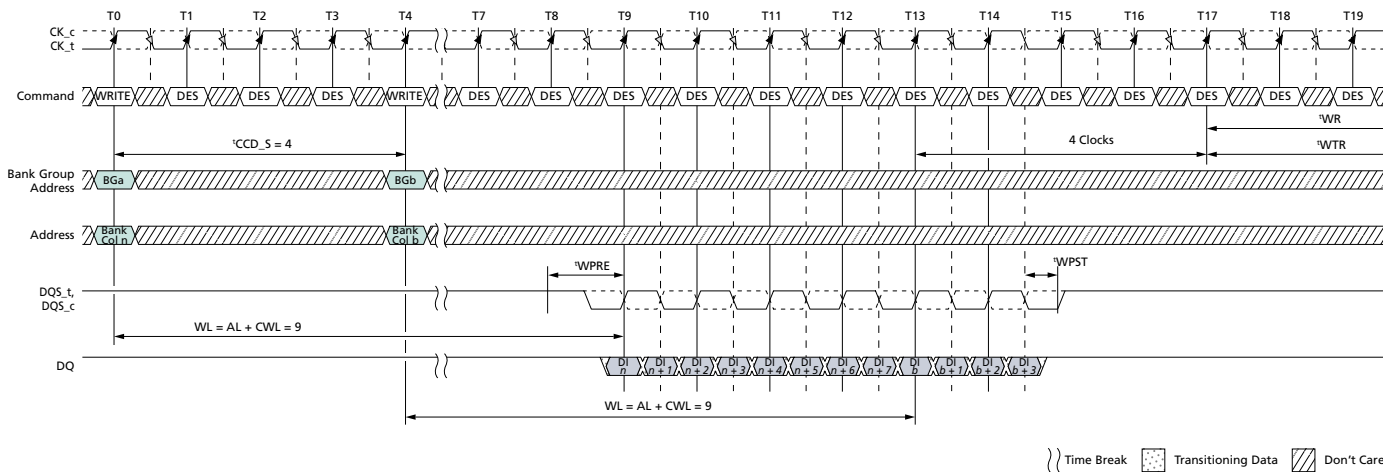 T0 T1 T2 T3 T4 T7 T8 T9 T10 T11 T12 T13 T14 T15 T16 T17 T18 T19
CK_c
CK_t
Command WRITE DES DES DES WRITE DES DES DES DES DES DES DES DES DES DES DES DES DES
tWR
tCCD_S = 4 4 Clocks tWTR
Bank Group
Address BGa BGb
Address Bank
Col n Bank
Col b
tWPRE tWPST
DQS_t,
DQS_c
WL = AL + CWL = 9
DQ DI
n DI
n + 1 DI
n + 2 DI
n + 3 DI
n + 4 DI
n + 5 DI
n + 6 DI
n + 7 DI
b DI
b + 1 DI
b + 2 DI
b + 3
WL = AL + CWL = 9
Time Break Transitioning Data Don't Care